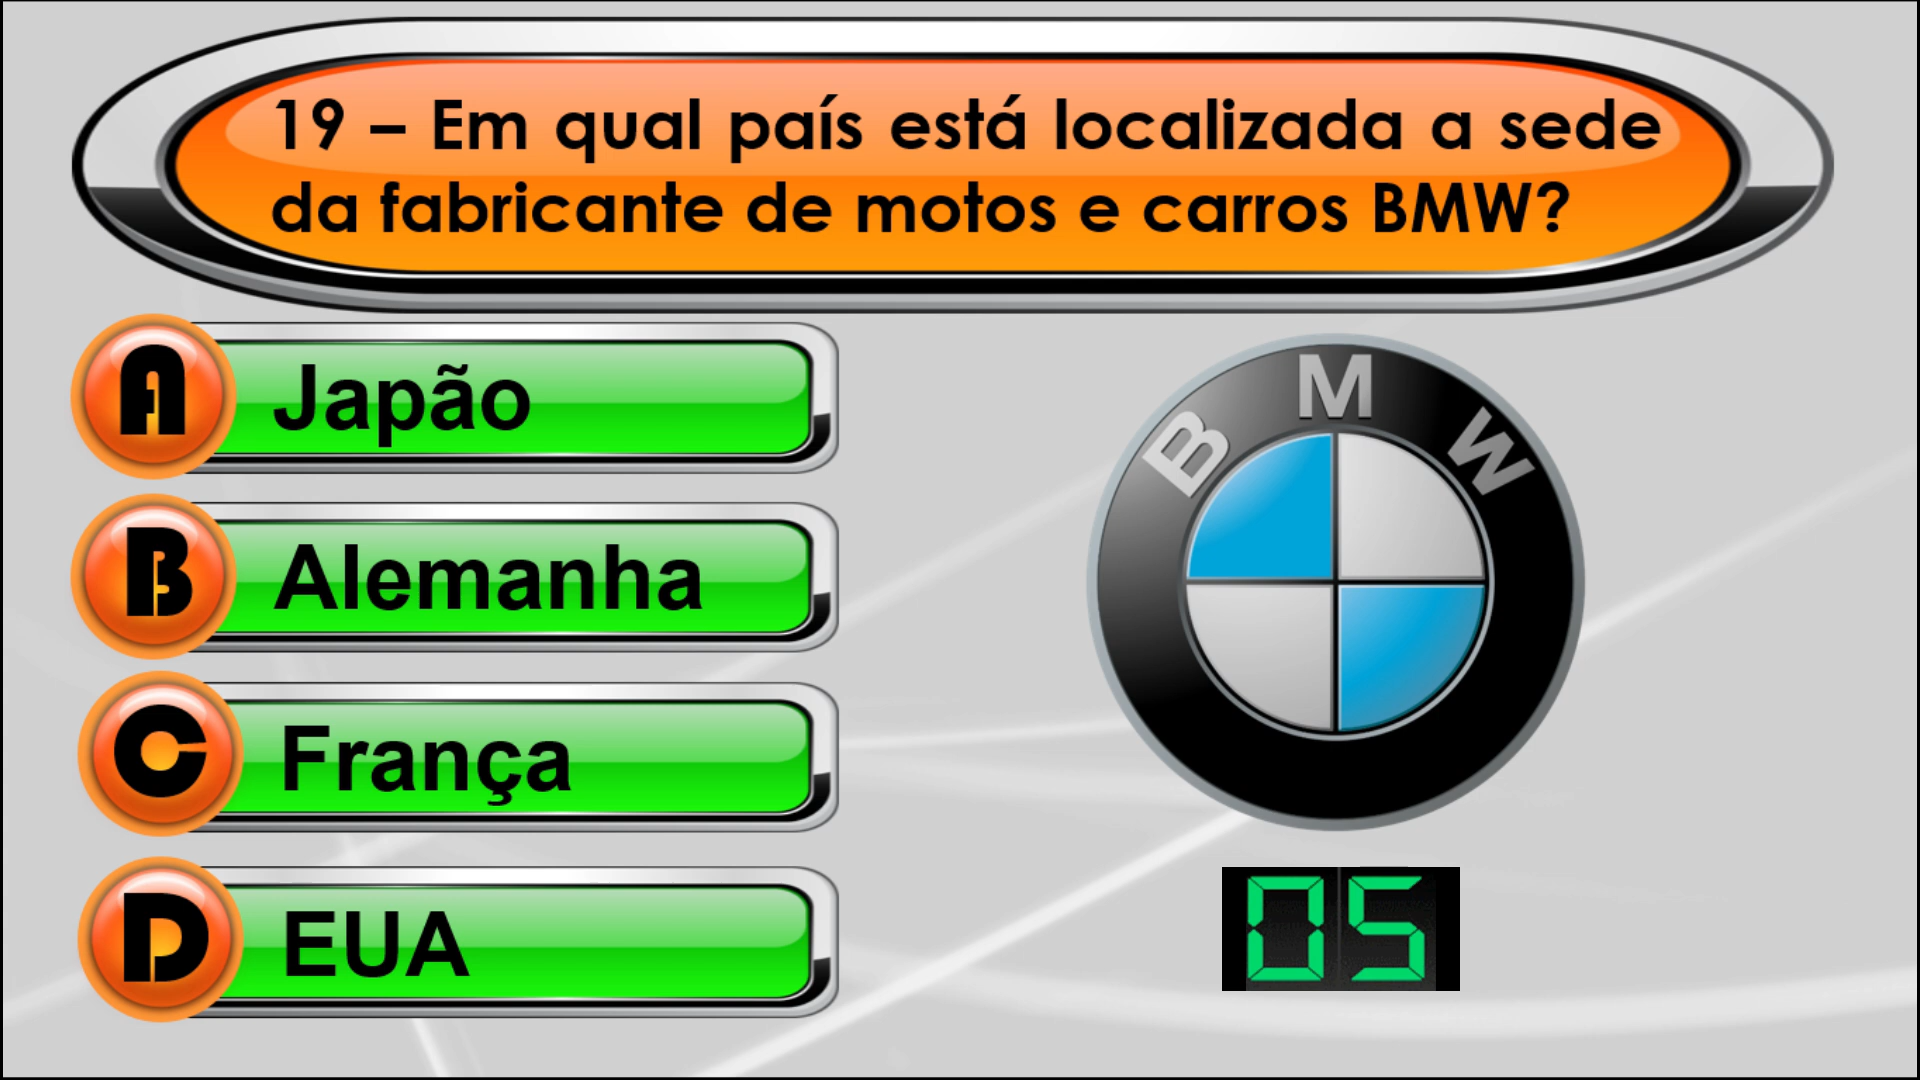 19 – Em qual país está localizada a sede
da fabricante de motos e carros BMW?
A Japão
B Alemanha
C França
D EUA
BMW
05